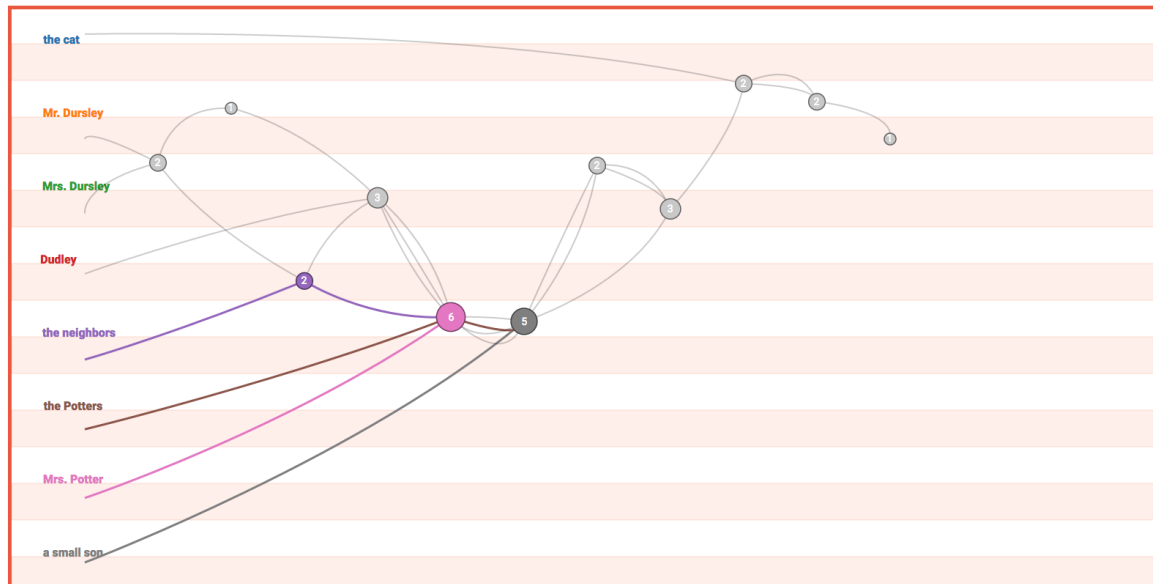 the cat
2
2
Mr. Dursley
1
1
2
2
Mrs. Dursley
3
3
Dudley
2
6
5
the neighbors
the Potters
Mrs. Potter
a small son